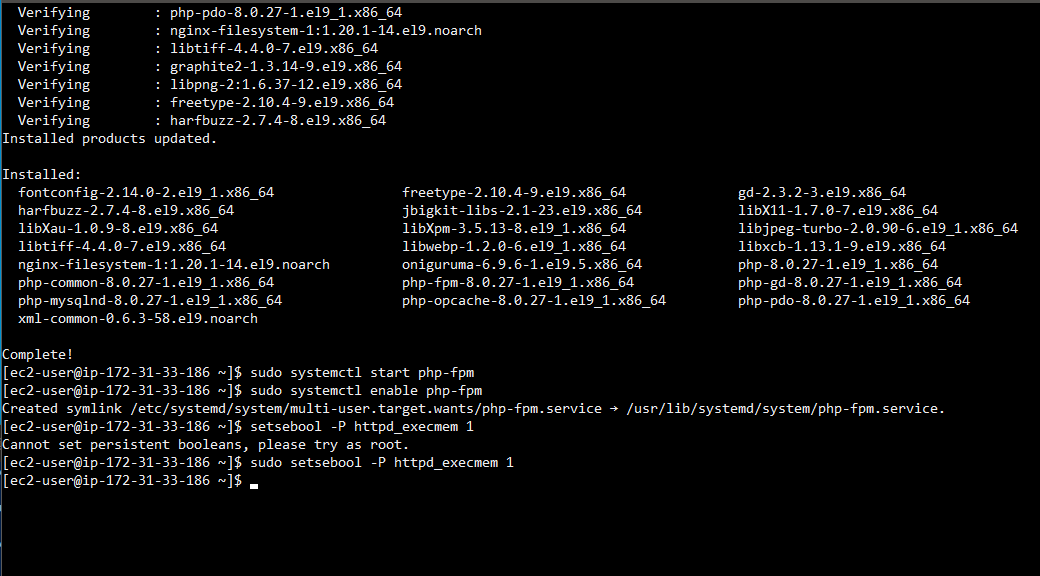 Verifying        : php-pdo-8.0.27-1.el9_1.x86_64
Verifying        : nginx-filesystem-1:1.20.1-14.el9.noarch
Verifying        : libtiff-4.4.0-7.el9.x86_64
Verifying        : graphite2-1.3.14-9.el9.x86_64
Verifying        : libpng-2:1.6.37-12.el9.x86_64
Verifying        : freetype-2.10.4-9.el9.x86_64
Verifying        : harfbuzz-2.7.4-8.el9.x86_64
Installed products updated.
Installed:
fontconfig-2.14.0-2.el9_1.x86_64 freetype-2.10.4-9.el9.x86_64 gd-2.3.2-3.el9.x86_64
harfbuzz-2.7.4-8.el9.x86_64 jbigkit-libs-2.1-23.el9.x86_64 libX11-1.7.0-7.el9.x86_64
libXau-1.0.9-8.el9.x86_64 libXpm-3.5.13-8.el9_1.x86_64 libjpeg-turbo-2.0.90-6.el9_1.x86_64
libtiff-4.4.0-7.el9.x86_64 libwebp-1.2.0-6.el9_1.x86_64 libxcb-1.13.1-9.el9.x86_64
nginx-filesystem-1:1.20.1-14.el9.noarch oniguruma-6.9.6-1.el9.5.x86_64 php-8.0.27-1.el9_1.x86_64
php-common-8.0.27-1.el9_1.x86_64 php-fpm-8.0.27-1.el9_1.x86_64 php-gd-8.0.27-1.el9_1.x86_64
php-mysqlnd-8.0.27-1.el9_1.x86_64 php-opcache-8.0.27-1.el9_1.x86_64 php-pdo-8.0.27-1.el9_1.x86_64
xml-common-0.6.3-58.el9.noarch
Complete!
[ec2-user@ip-172-31-33-186 ~]$ sudo systemctl start php-fpm
[ec2-user@ip-172-31-33-186 ~]$ sudo systemctl enable php-fpm
Created symlink /etc/systemd/system/multi-user.target.wants/php-fpm.service → /usr/lib/systemd/system/php-fpm.service.
[ec2-user@ip-172-31-33-186 ~]$ setsebool -P httpd_execmem 1
Cannot set persistent booleans, please try as root.
[ec2-user@ip-172-31-33-186 ~]$ sudo setsebool -P httpd_execmem 1
[ec2-user@ip-172-31-33-186 ~]$